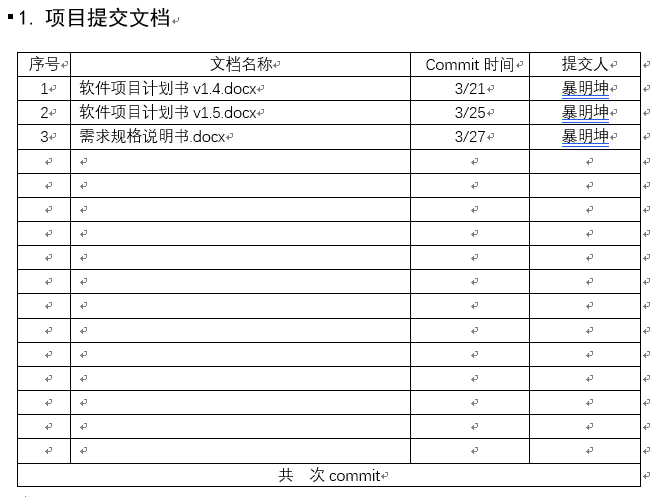 1. 项目提交文档
序号 文档名称 Commit 时间 提交人
1 软件项目计划书 v1.4.docx 3/21 暴明坤
2 软件项目计划书 v1.5.docx 3/25 暴明坤
3 需求规格说明书.docx 3/27 暴明坤
共 次 commit